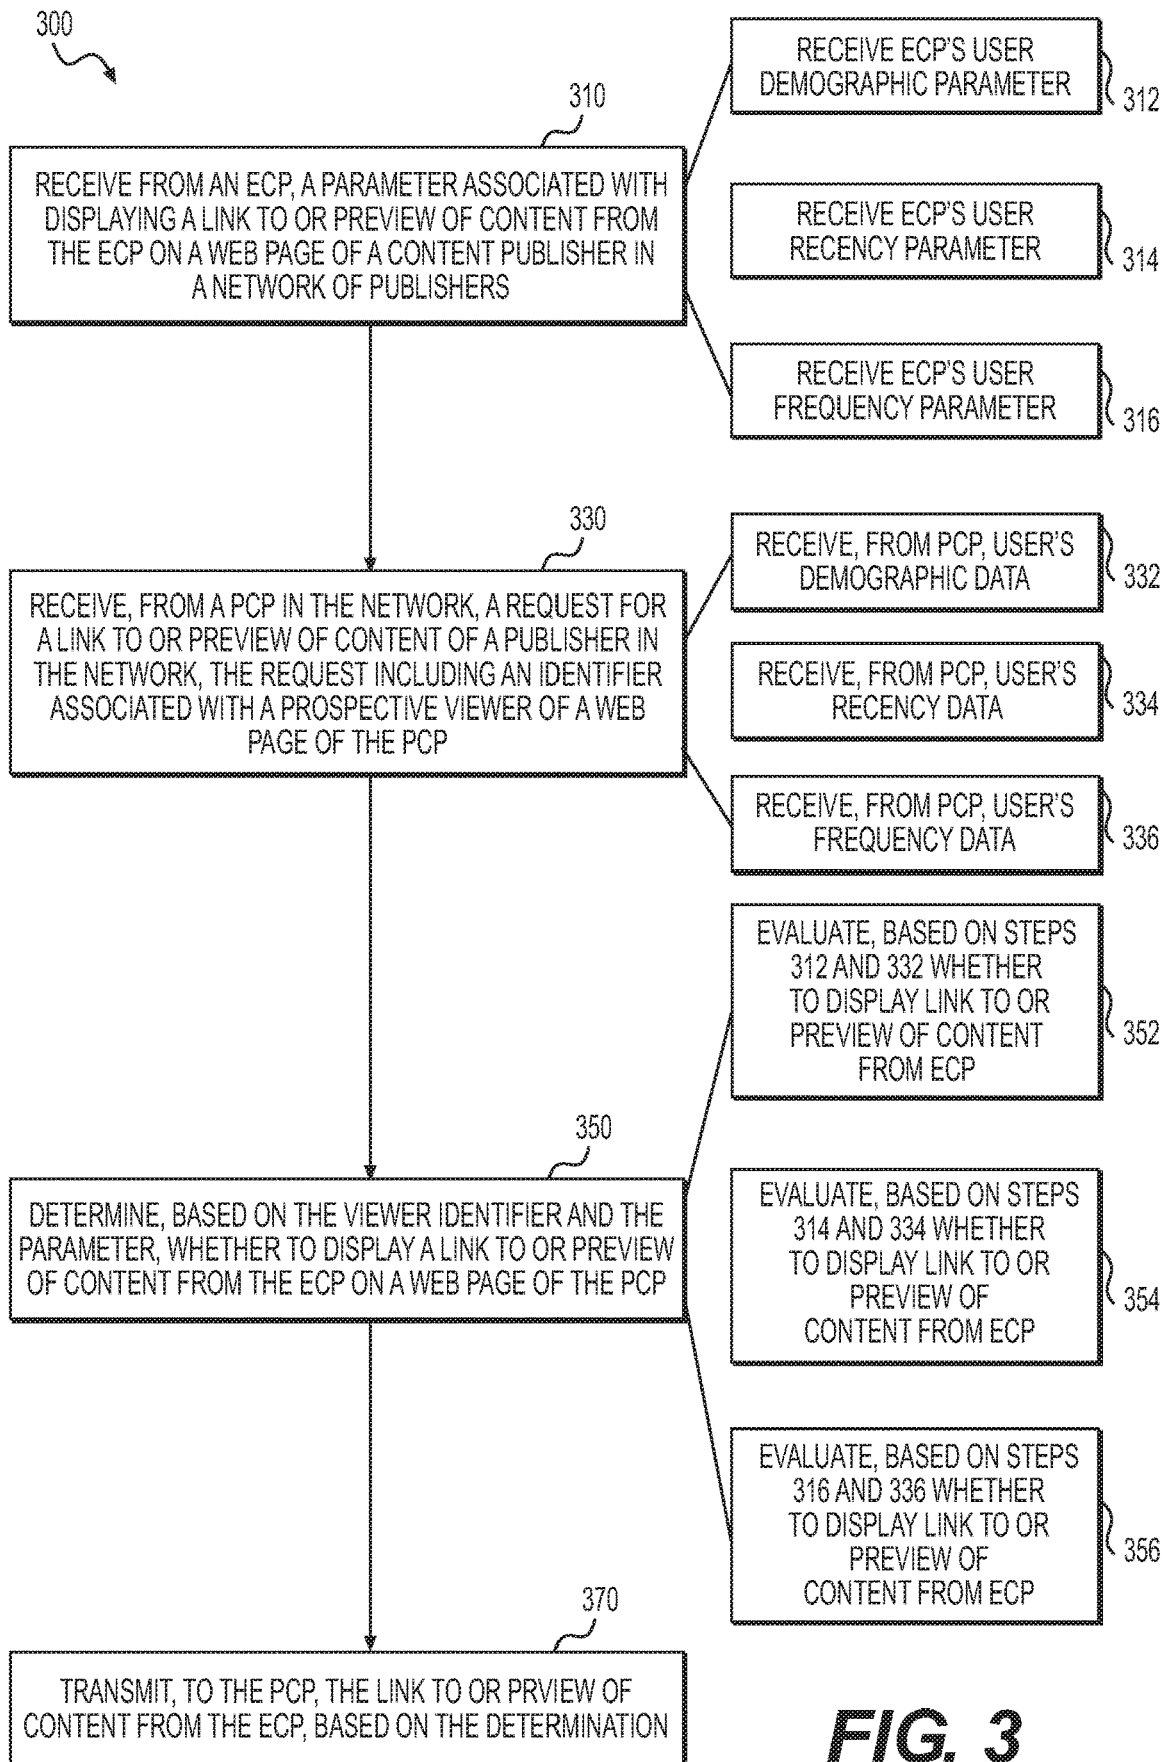 300
310
RECEIVE FROM AN ECP, A PARAMETER ASSOCIATED WITH
DISPLAYING A LINK TO OR PREVIEW OF CONTENT FROM
THE ECP ON A WEB PAGE OF A CONTENT PUBLISHER IN
A NETWORK OF PUBLISHERS
RECEIVE ECP'S USER
DEMOGRAPHIC PARAMETER
312
RECEIVE ECP'S USER
RECENCY PARAMETER
314
RECEIVE ECP'S USER
FREQUENCY PARAMETER
316
330
RECEIVE, FROM A PCP IN THE NETWORK, A REQUEST FOR
A LINK TO OR PREVIEW OF CONTENT OF A PUBLISHER IN
THE NETWORK, THE REQUEST INCLUDING AN IDENTIFIER
ASSOCIATED WITH A PROSPECTIVE VIEWER OF A WEB
PAGE OF THE PCP
RECEIVE, FROM PCP, USER'S
DEMOGRAPHIC DATA
332
RECEIVE, FROM PCP, USER'S
RECENCY DATA
334
RECEIVE, FROM PCP, USER'S
FREQUENCY DATA
336
350
DETERMINE, BASED ON THE VIEWER IDENTIFIER AND THE
PARAMETER, WHETHER TO DISPLAY A LINK TO OR PREVIEW
OF CONTENT FROM THE ECP ON A WEB PAGE OF THE PCP
EVALUATE, BASED ON STEPS
312 AND 332 WHETHER
TO DISPLAY LINK TO OR
PREVIEW OF CONTENT
FROM ECP
352
EVALUATE, BASED ON STEPS
314 AND 334 WHETHER
TO DISPLAY LINK TO OR
PREVIEW OF
CONTENT FROM ECP
354
EVALUATE, BASED ON STEPS
316 AND 336 WHETHER
TO DISPLAY LINK TO OR
PREVIEW OF
CONTENT FROM ECP
356
370
TRANSMIT, TO THE PCP, THE LINK TO OR PRVIEW OF
CONTENT FROM THE ECP, BASED ON THE DETERMINATION
FIG. 3